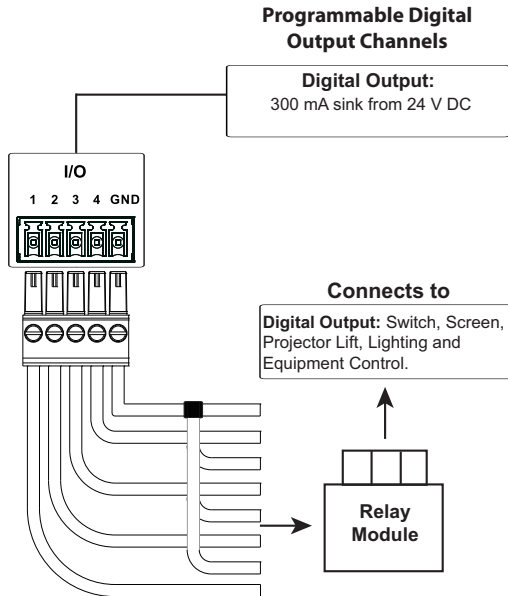 Programmable Digital
Output Channels
Digital Output:
300 mA sink from 24 V DC
I/O
1 2 3 4 GND
Connects to
Digital Output: Switch, Screen,
Projector Lift, Lighting and
Equipment Control.
Relay
Module